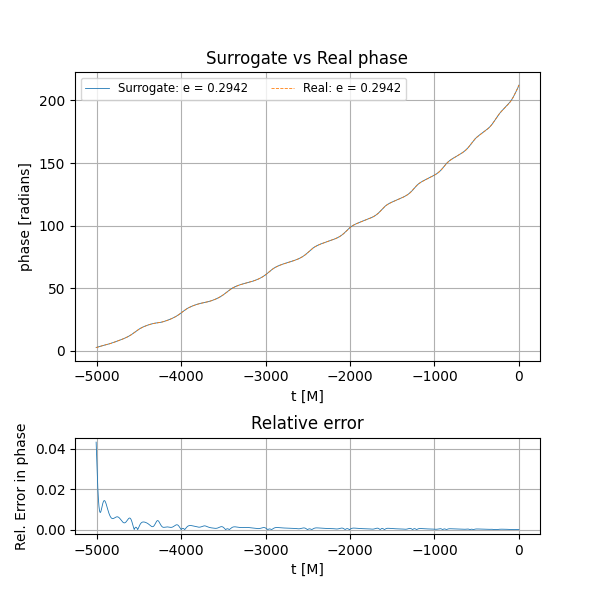 Surrogate vs Real phase
Surrogate: e = 0.2942 Real: e = 0.2942
phase [radians]
200
150
100
50
0
−5000 −4000 −3000 −2000 −1000 0
t [M]
Relative error
Rel. Error in phase
0.04
0.02
0.00
−5000 −4000 −3000 −2000 −1000 0
t [M]